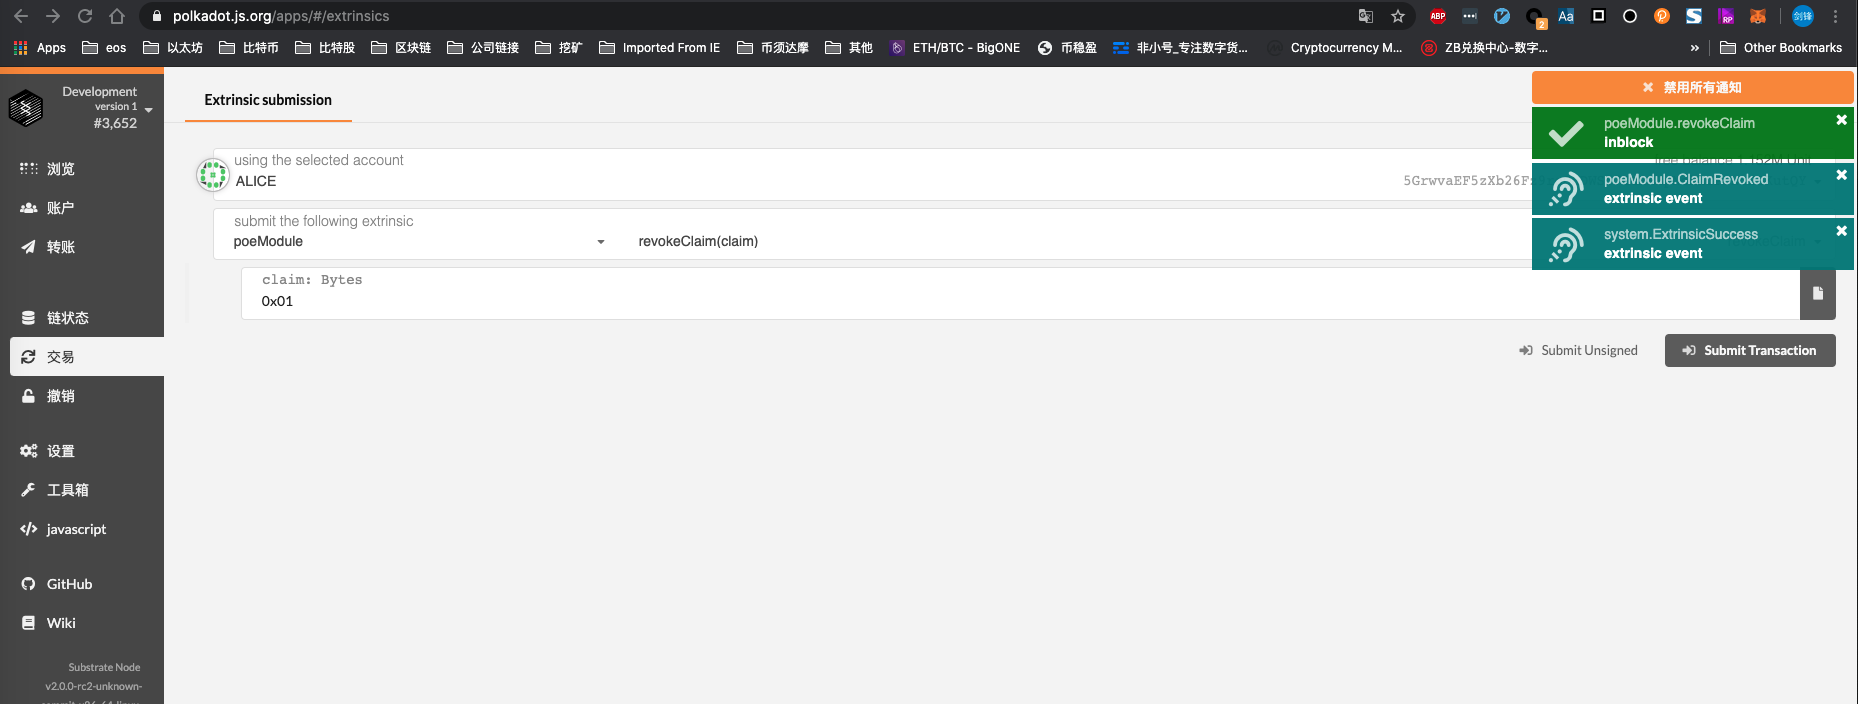 polkadot.js.org/apps/#/extrinsics
ABP
2
Aa
RP
剑锋
Apps
eos
以太坊
比特币
比特股
区块链
公司链接
挖矿
Imported From IE
币须达摩
其他
ETH/BTC - BigONE
币稳盈
非小号_专注数字货...
Cryptocurrency M...
ZB兑换中心-数字...
»
Other Bookmarks
Development
version 1
#3,652
浏览
账户
转账
链状态
交易
撤销
设置
工具箱
javascript
GitHub
Wiki
Substrate Node
v2.0.0-rc2-unknown-
Extrinsic submission
using the selected account
ALICE
5GrwvaEF5zXb26F
submit the following extrinsic
poeModule
revokeClaim(claim)
claim: Bytes
0x01
Submit Unsigned
Submit Transaction
禁用所有通知
poeModule.revokeClaim
inblock
poeModule.ClaimRevoked
extrinsic event
system.ExtrinsicSuccess
extrinsic event